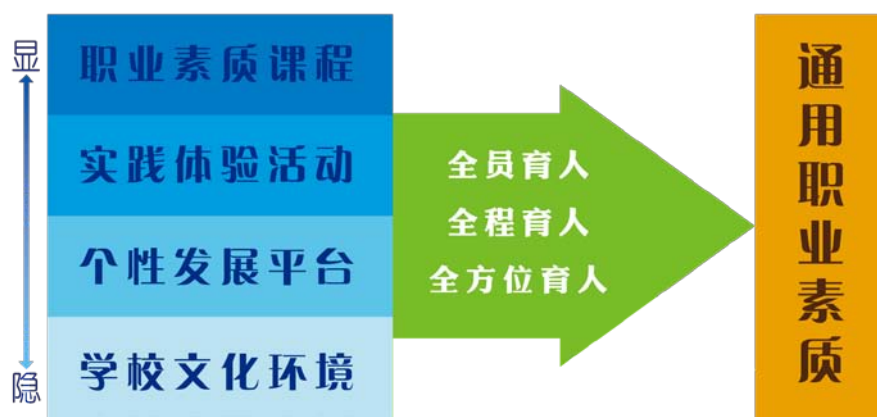 显
职业素质课程
实践体验活动
个性发展平台
学校文化环境
隐
全员育人
全程育人
全方位育人
通用职业素质